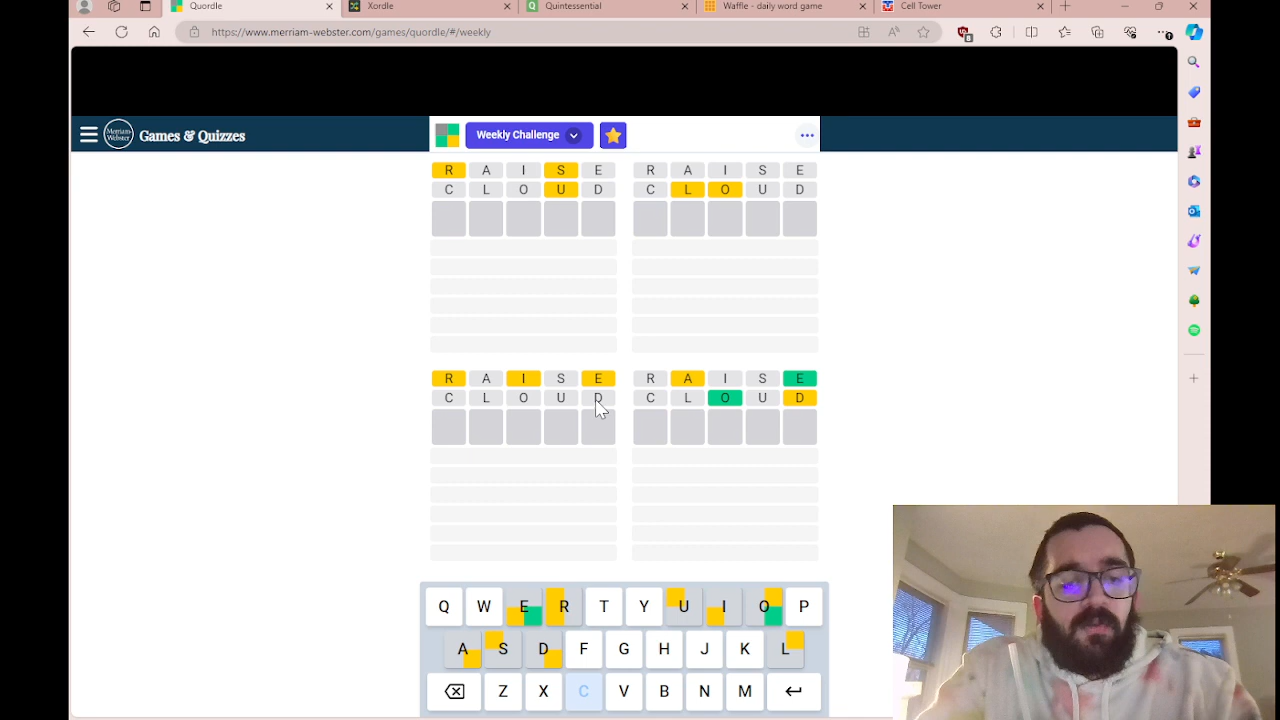 Quordle
Xordle
Quintessential
Waffle - daily word game
Cell Tower
https://www.merriam-webster.com/games/quordle/#/weekly
Merriam-Webster
Games & Quizzes
Weekly Challenge
R A I S E R A I S E
C L O U D C L O U D
R A I S E R A I S E
C L O U D C L O U D
Q W E R T Y U I O P
A S D F G H J K L
Z X C V B N M